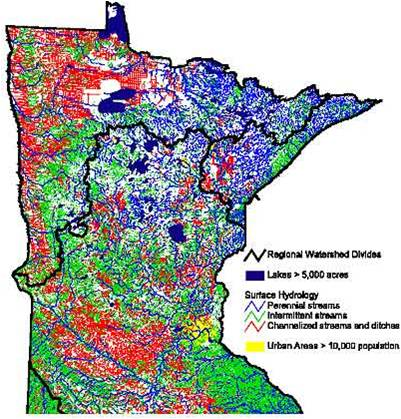 Regional Watershed Divides
Lakes > 5,000 acres
Surface Hydrology
Perennial streams
Intermittent streams
Channelized streams and ditches
Urban Areas > 10,000 population